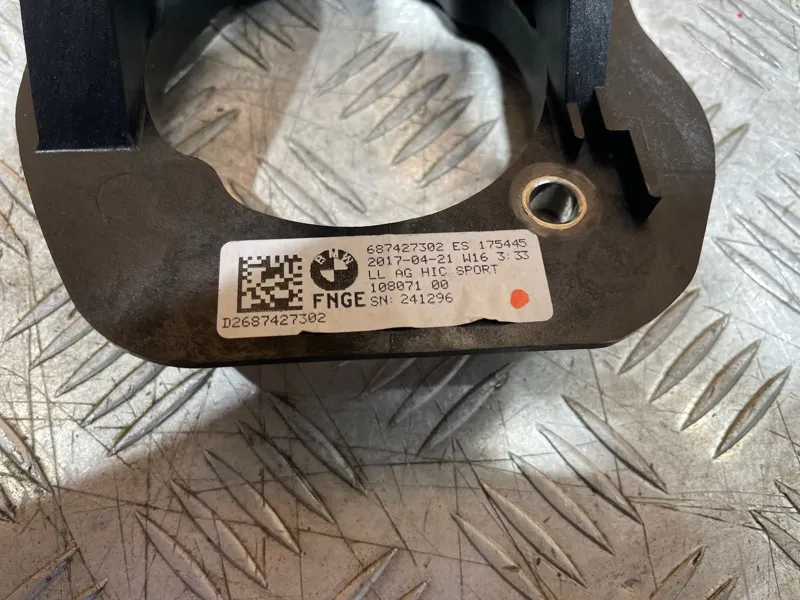 687427302 ES 175445
BMW
2017-04-21 W16 3:33
LL AG HIC SPORT
108071 00
FNGE SN: 241296
D2687427302